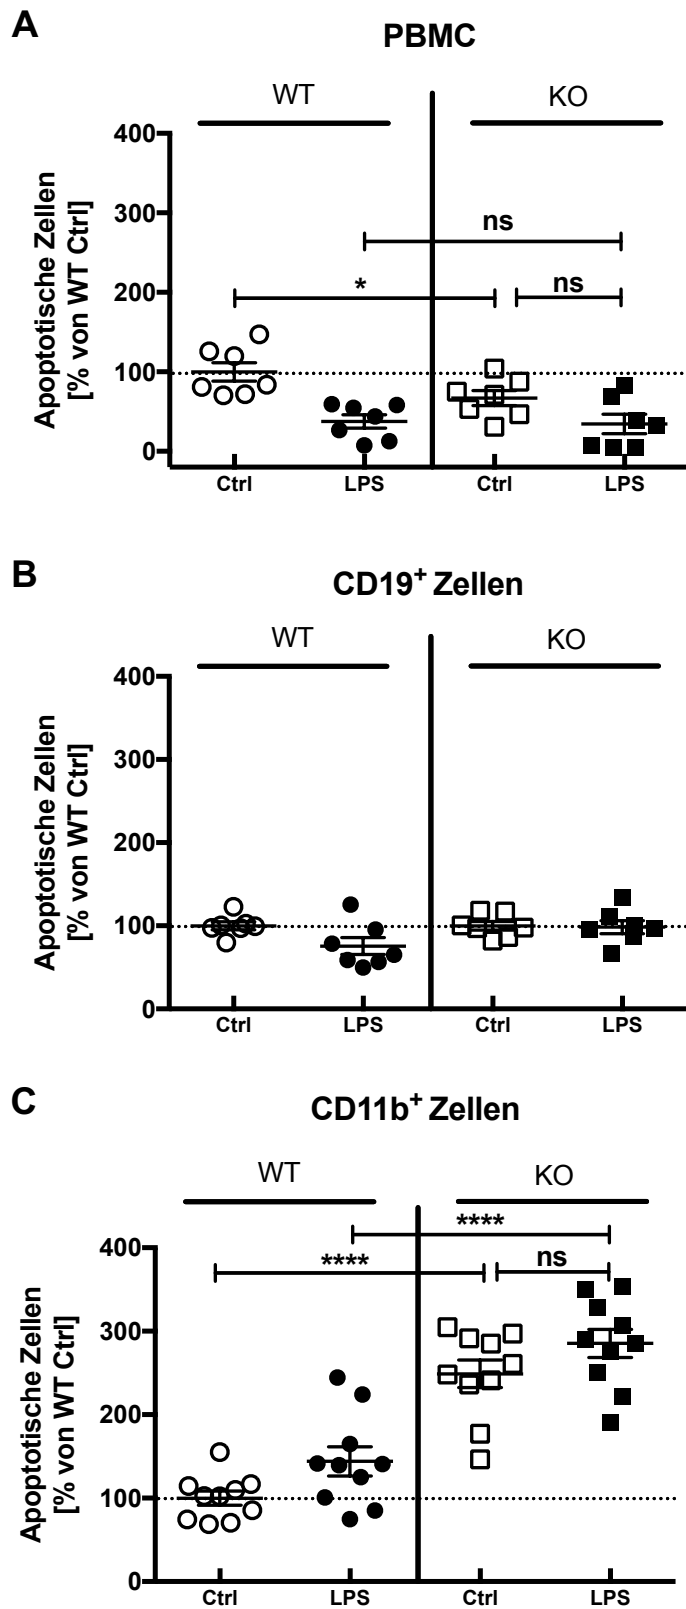 A
PBMC
WT
KO
Apoptotische Zellen
[% von WT Ctrl]
400
300
200
100
0
ns
*
ns
Ctrl
LPS
Ctrl
LPS
B
CD19+ Zellen
WT
KO
Apoptotische Zellen
[% von WT Ctrl]
400
300
200
100
0
Ctrl
LPS
Ctrl
LPS
C
CD11b+ Zellen
WT
KO
Apoptotische Zellen
[% von WT Ctrl]
400
300
200
100
0
****
****
ns
Ctrl
LPS
Ctrl
LPS